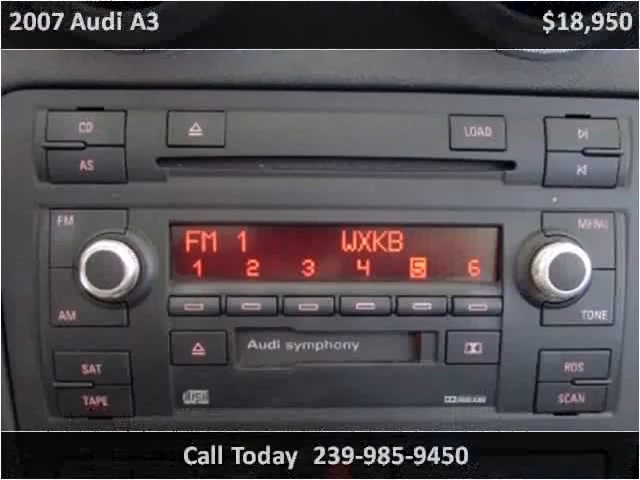 2007 Audi A3 $18,950
CD LOAD
AS
FM MENU
FM 1 WXKB
1 2 3 4 5 6
AM TONE
Audi symphony
SAT RDS
TAPE SCAN
DOLBY
Call Today 239-985-9450